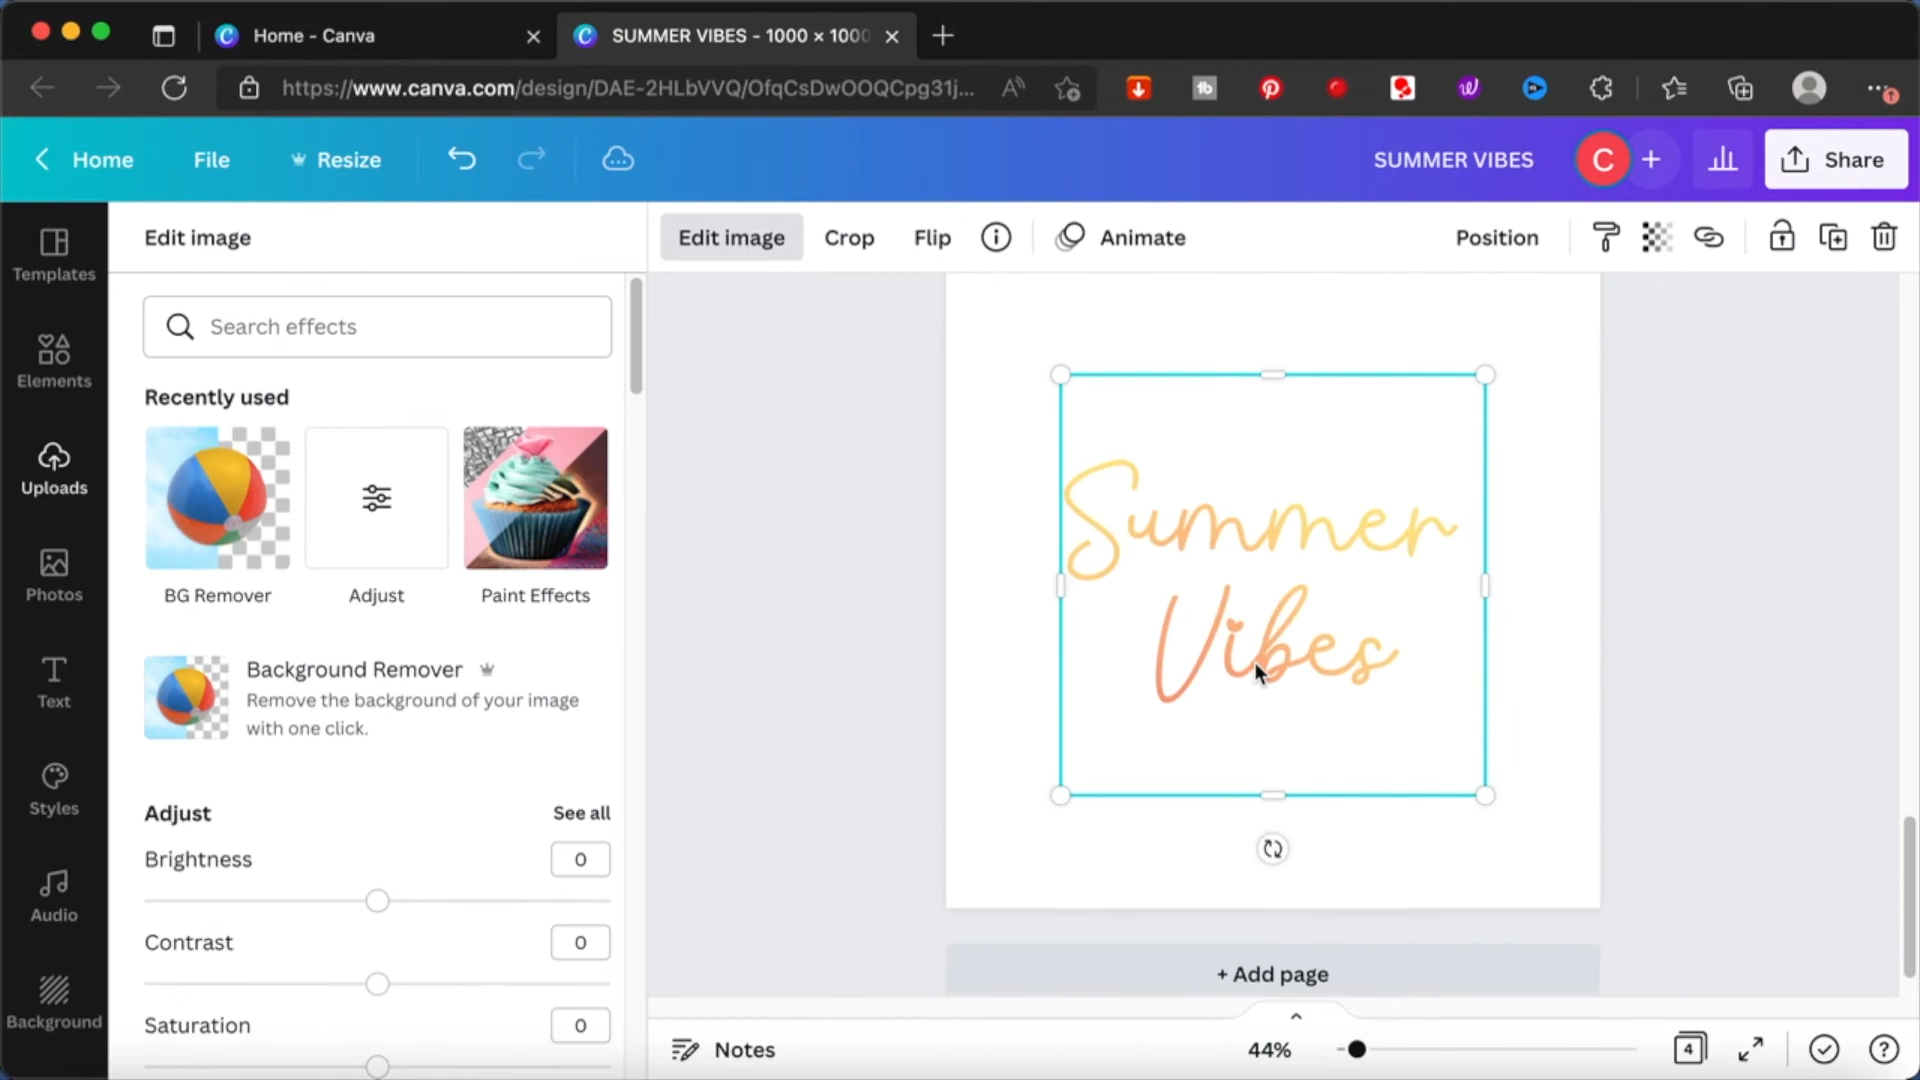 Home - Canva
SUMMER VIBES - 1000 × 1000
https://www.canva.com/design/DAE-2HLbVVQ/OfqCsDwOOQCpg31j...
Home
File
Resize
SUMMER VIBES
C
Share
Templates
Elements
Uploads
Photos
Text
Styles
Audio
Background
Edit image
Search effects
Recently used
BG Remover
Adjust
Paint Effects
Background Remover
Remove the background of your image
with one click.
Adjust
See all
Brightness
0
Contrast
0
Saturation
0
Edit image
Crop
Flip
Animate
Position
Summer
Vibes
+ Add page
Notes
44%
4